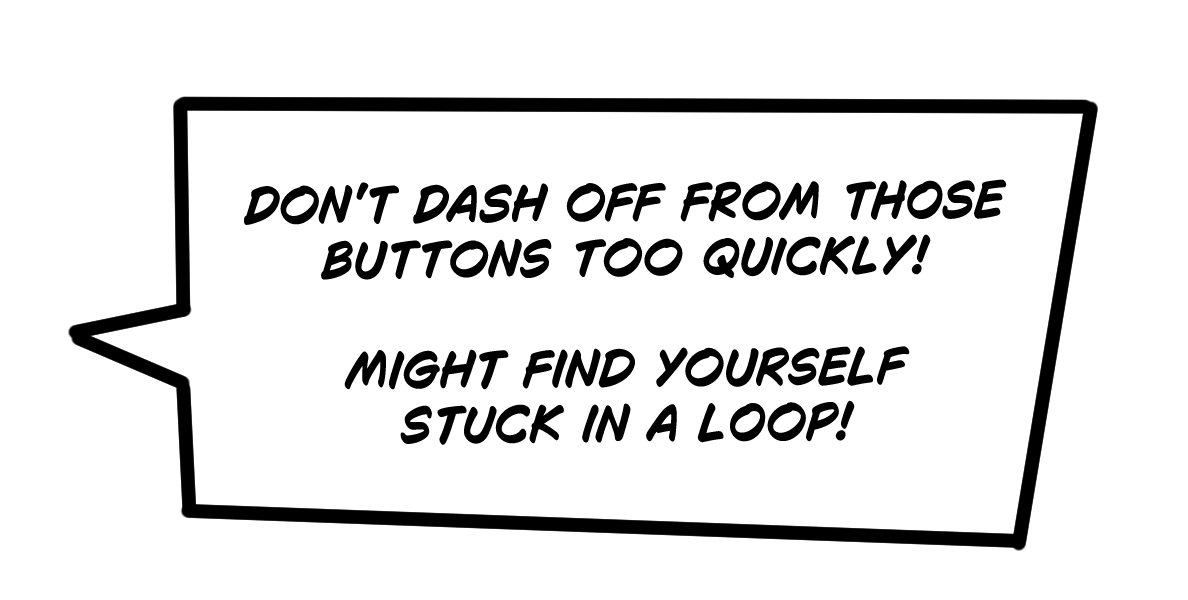 DON'T DASH OFF FROM THOSE
BUTTONS TOO QUICKLY!
MIGHT FIND YOURSELF
STUCK IN A LOOP!